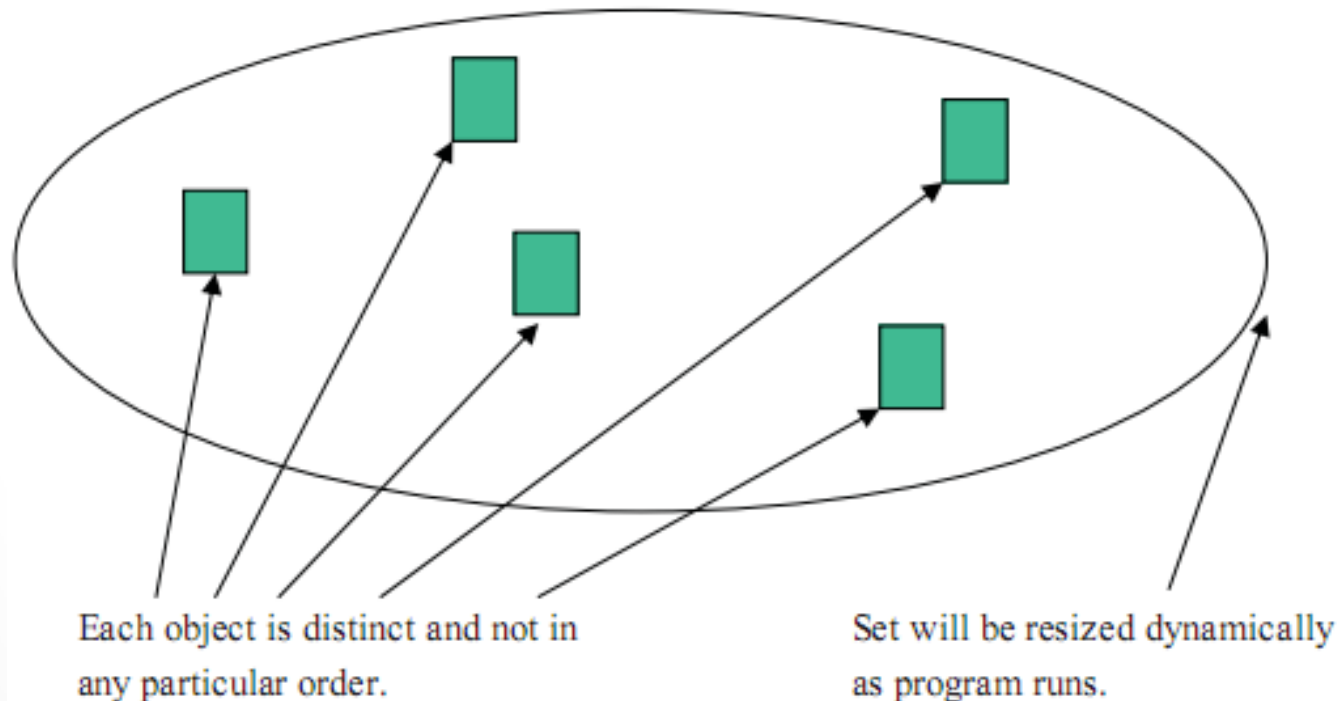 Each object is distinct and not in
any particular order.
Set will be resized dynamically
as program runs.